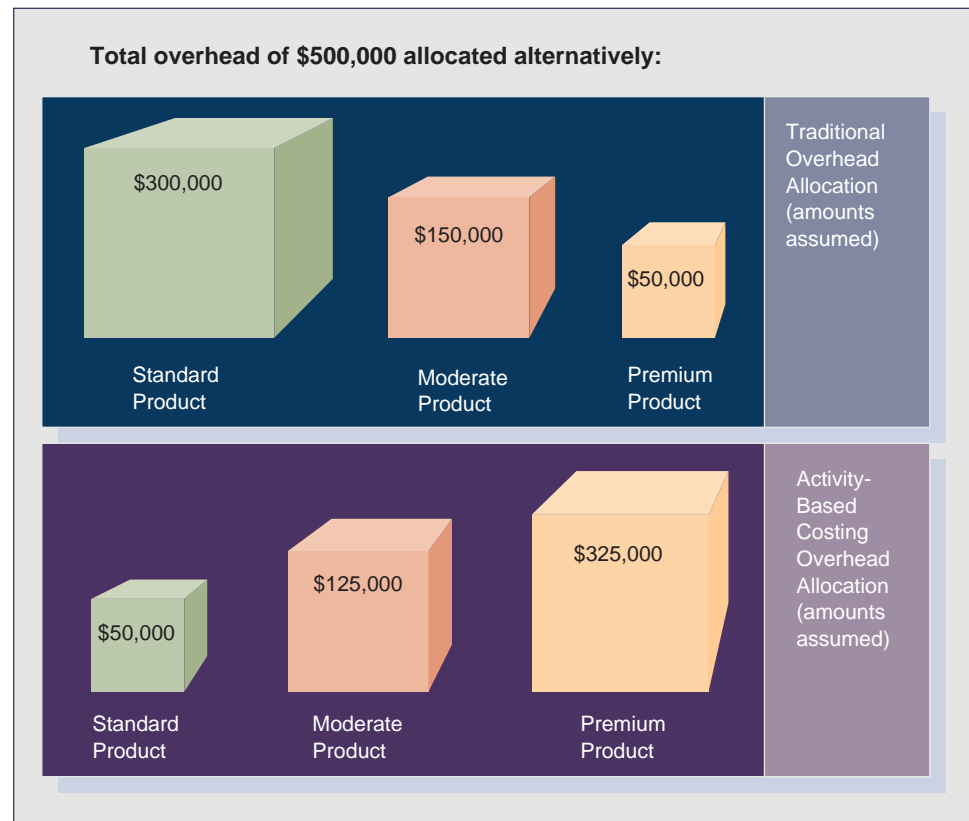 Total overhead of $500,000 allocated alternatively:
$300,000
$150,000
$50,000
Standard
Product
Moderate
Product
Premium
Product
Traditional
Overhead
Allocation
(amounts
assumed)
$50,000
$125,000
$325,000
Standard
Product
Moderate
Product
Premium
Product
Activity-
Based
Costing
Overhead
Allocation
(amounts
assumed)